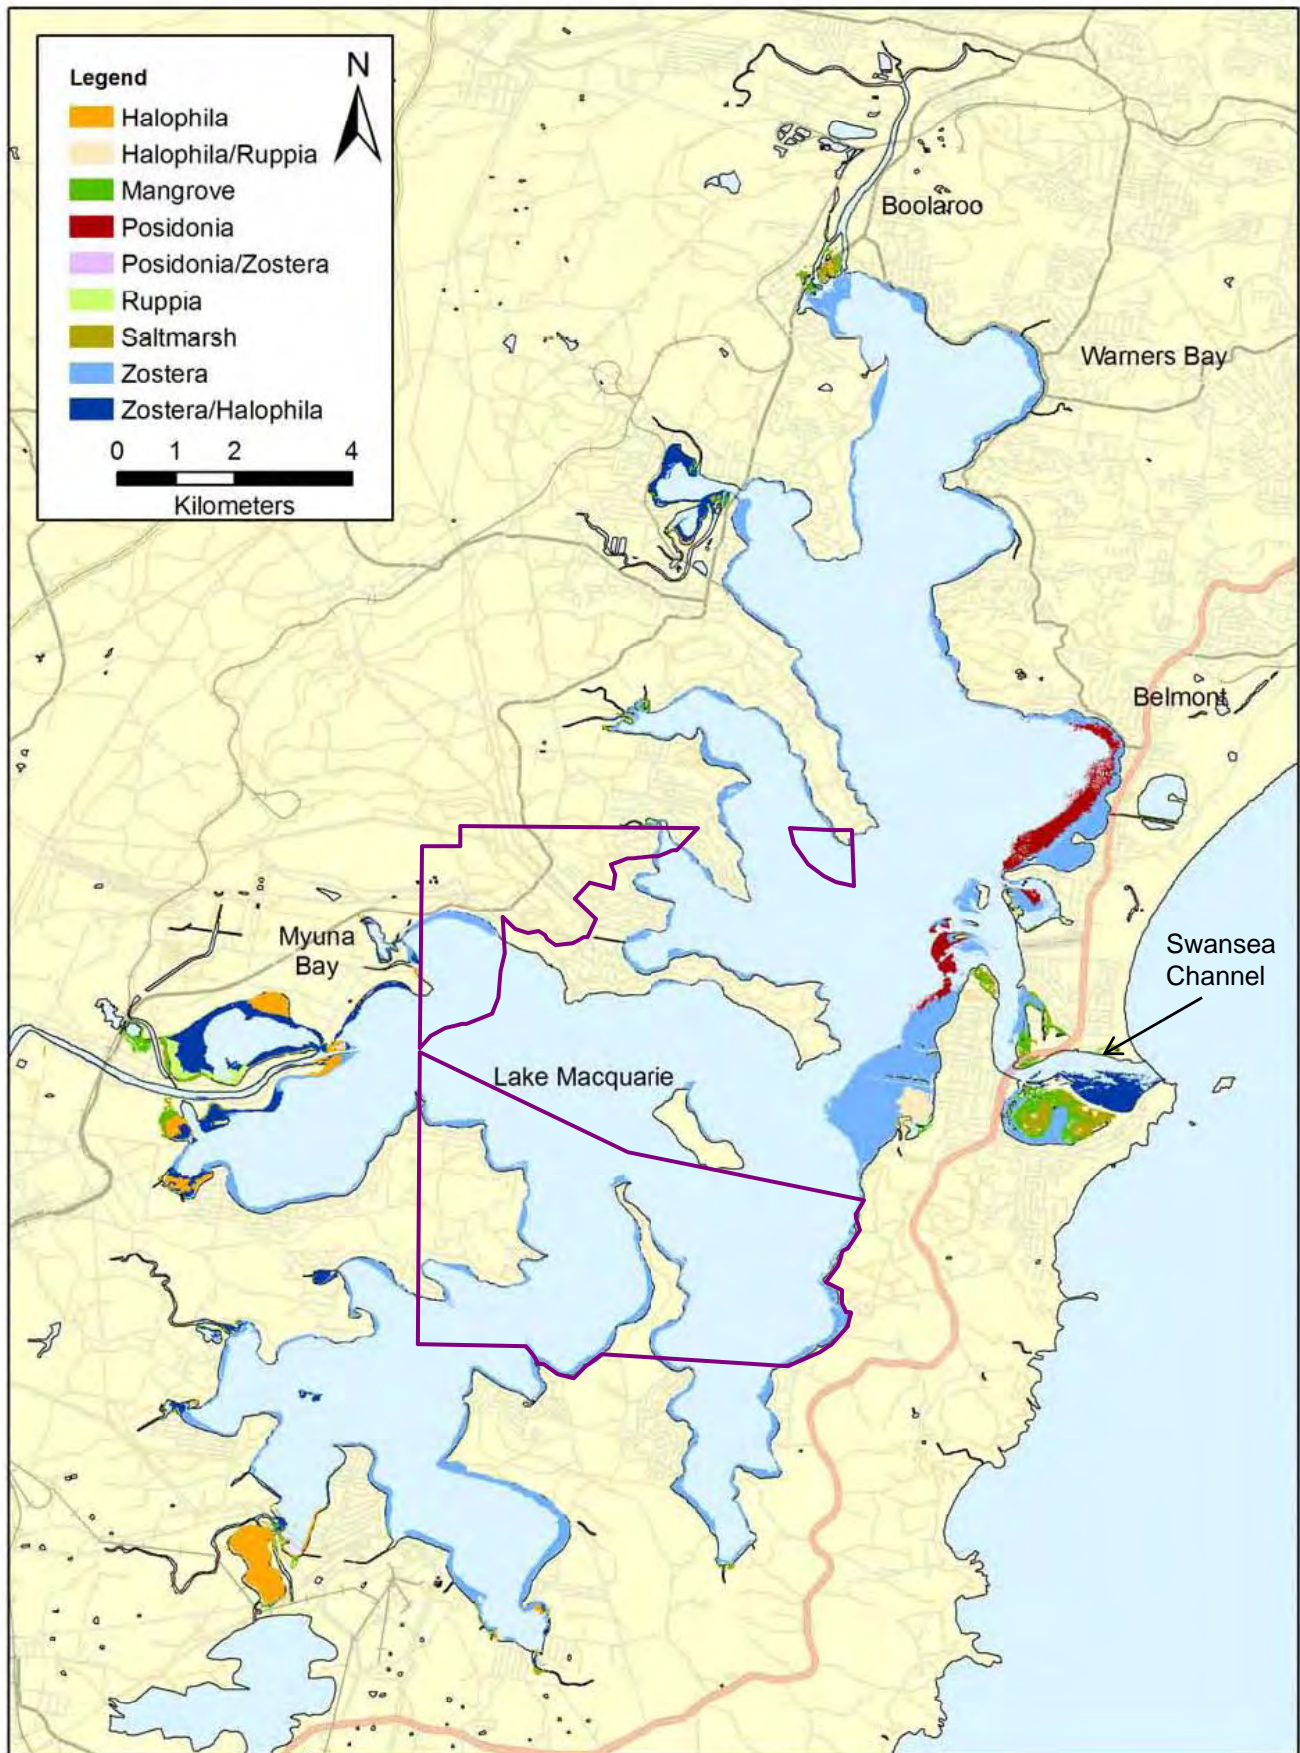 Legend
N
Halophila
Halophila/Ruppia
Mangrove
Posidonia
Posidonia/Zostera
Ruppia
Saltmarsh
Zostera
Zostera/Halophila
0 1 2 4
Kilometers
Boolaroo
Warners Bay
Belmont
Myuna
Bay
Swansea
Channel
Lake Macquarie